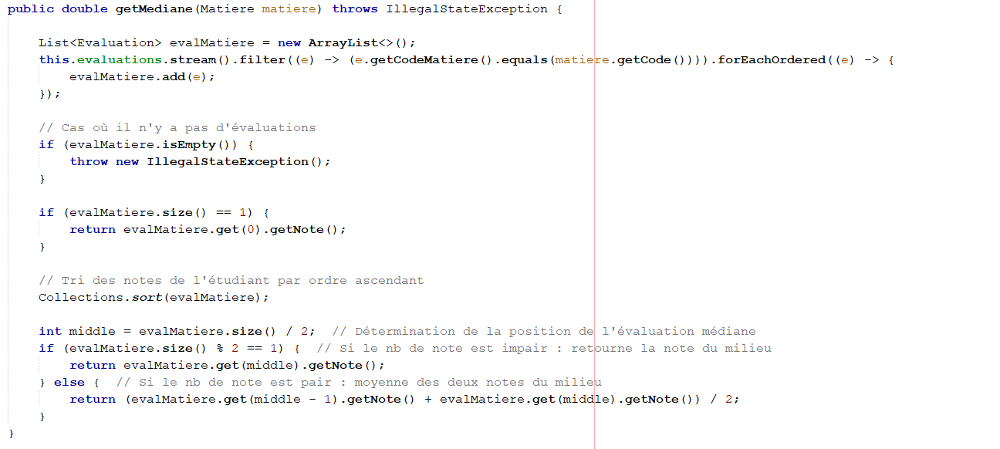 public double getMediane(Matiere matiere) throws IllegalStateException {
List<Evaluation> evalMatiere = new ArrayList<>();
this.evaluations.stream().filter((e) -> (e.getCodeMatiere().equals(matiere.getCode()))).forEachOrdered((e) -> {
evalMatiere.add(e);
});
// Cas où il n'y a pas d'évaluations
if (evalMatiere.isEmpty()) {
throw new IllegalStateException();
}
if (evalMatiere.size() == 1) {
return evalMatiere.get(0).getNote();
}
// Tri des notes de l'étudiant par ordre ascendant
Collections.sort(evalMatiere);
int middle = evalMatiere.size() / 2;  // Détermination de la position de l'évaluation médiane
if (evalMatiere.size() % 2 == 1) {  // Si le nb de note est impair : retourne la note du milieu
return evalMatiere.get(middle).getNote();
} else {  // Si le nb de note est pair : moyenne des deux notes du milieu
return (evalMatiere.get(middle - 1).getNote() + evalMatiere.get(middle).getNote()) / 2;
}
}